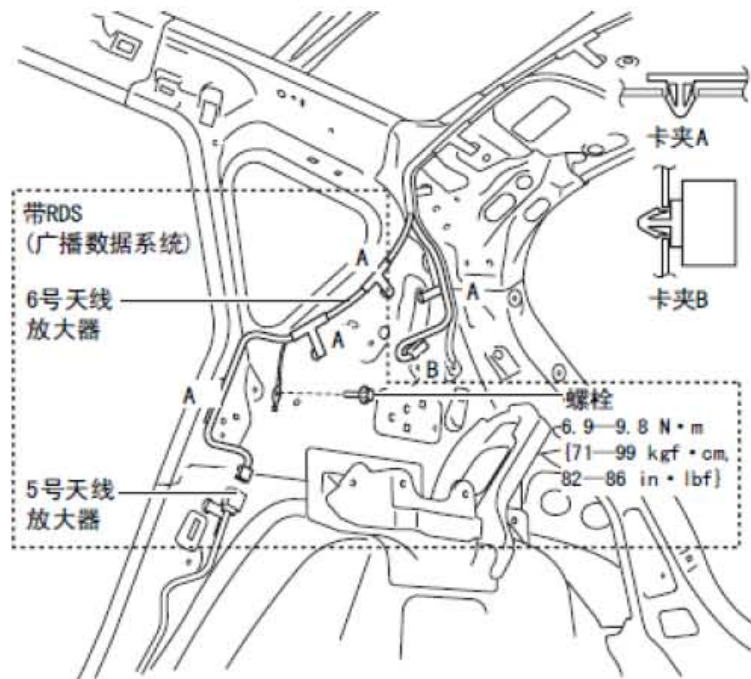 卡夹A
卡夹B
带RDS
(广播数据系统)
A
6号天线
放大器
A
A
B
A
螺栓
6.9—9.8 N·m
{71—99 kgf·cm,
82—86 in·lbf}
5号天线
放大器